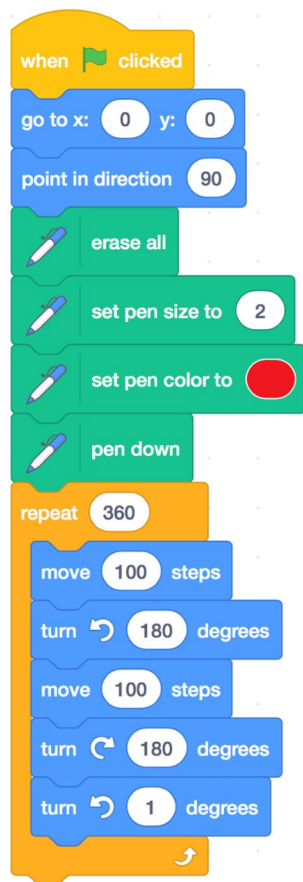 when clicked
go to x: 0 y: 0
point in direction 90
erase all
set pen size to 2
set pen color to
pen down
repeat 360
move 100 steps
turn 180 degrees
move 100 steps
turn 180 degrees
turn 1 degrees